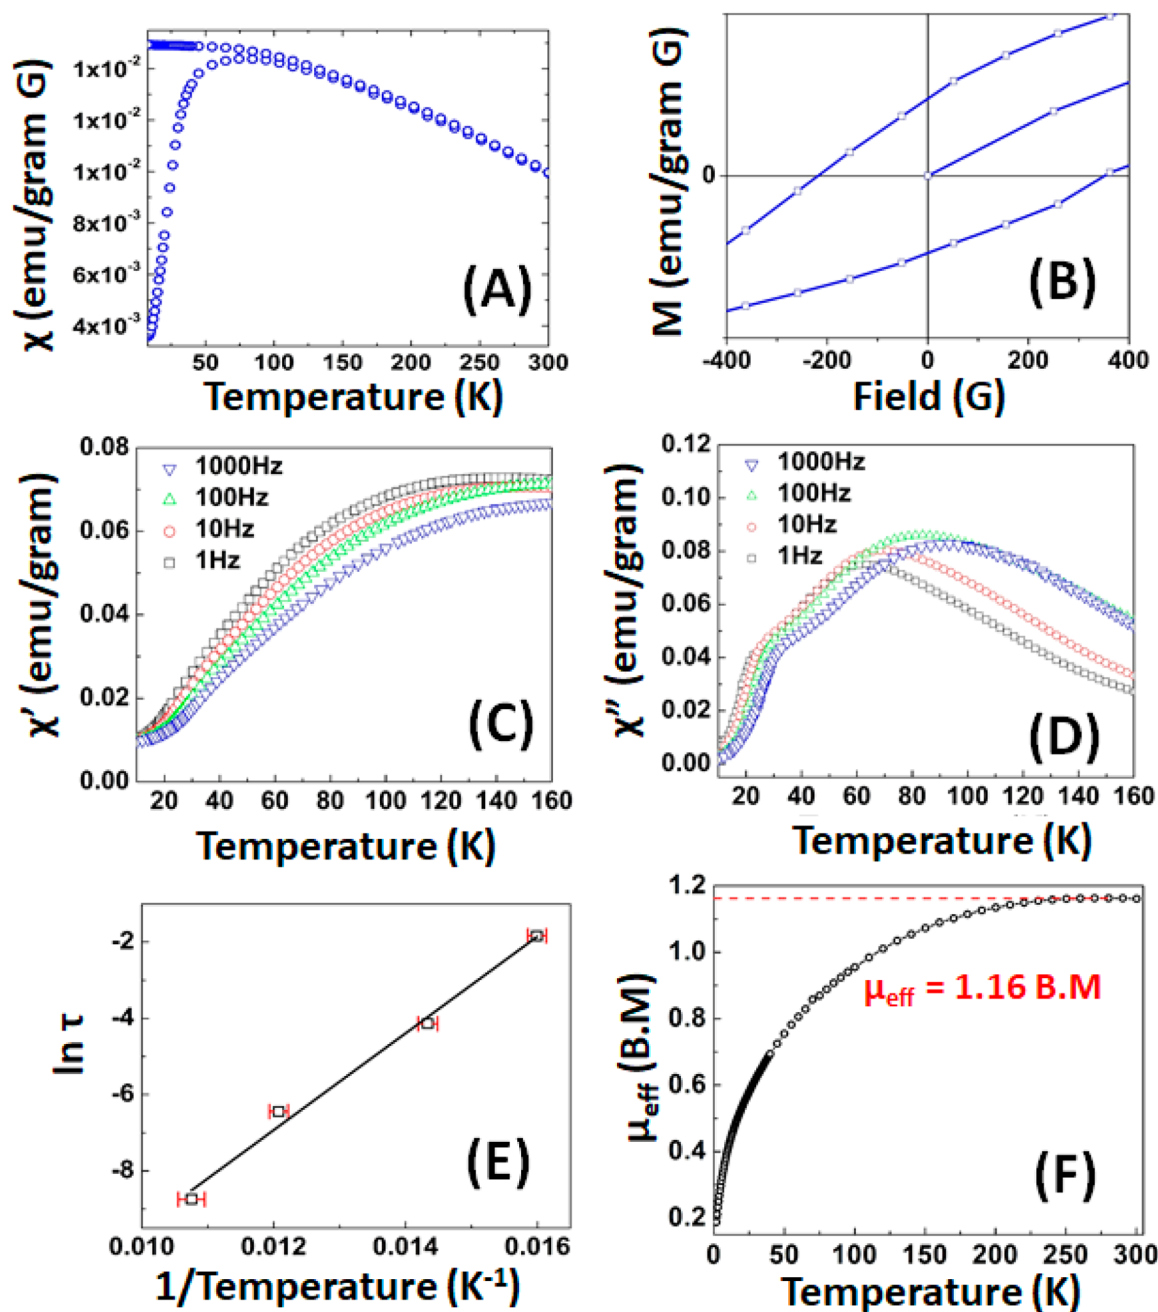 χ (emu/gram G)
1x10⁻²
1x10⁻²
1x10⁻²
8x10⁻³
6x10⁻³
4x10⁻³
(A)
50 100 150 200 250 300
Temperature (K)
M (emu/gram G)
0
(B)
-400 -200 0 200 400
Field (G)
χ' (emu/gram)
0.08
0.06
0.04
0.02
0.00
1000Hz
100Hz
10Hz
1Hz
(C)
20 40 60 80 100 120 140 160
Temperature (K)
χ" (emu/gram)
0.12
0.10
0.08
0.06
0.04
0.02
0.00
1000Hz
100Hz
10Hz
1Hz
(D)
20 40 60 80 100 120 140 160
Temperature (K)
ln τ
-2
-4
-6
-8
(E)
0.010 0.012 0.014 0.016
1/Temperature (K⁻¹)
μeff (B.M)
1.2
1.0
0.8
0.6
0.4
0.2
μeff = 1.16 B.M
(F)
0 50 100 150 200 250 300
Temperature (K)